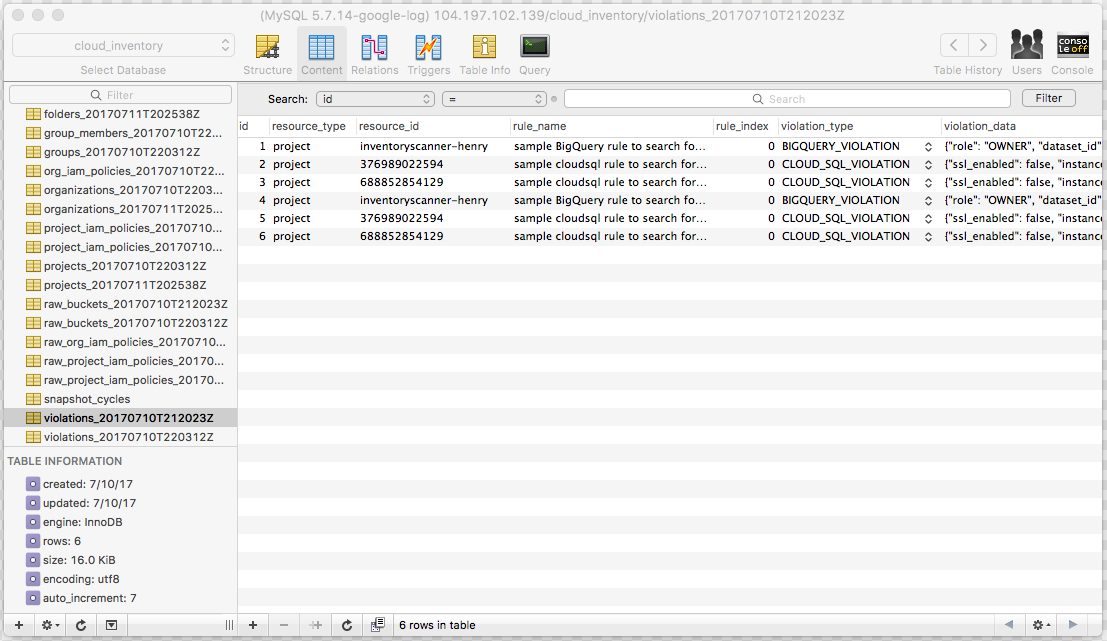 (MySQL 5.7.14-google-log) 104.197.102.139/cloud_inventory/violations_20170710T212023Z
cloud_inventory
Select Database
Structure Content Relations Triggers Table Info Query
Table History Users Console
conso
le off
Filter
Search: id = Search Filter
folders_20170711T202538Z
group_members_20170710T22...
groups_20170710T220312Z
org_iam_policies_20170710T22...
organizations_20170710T2203...
organizations_20170711T2025...
project_iam_policies_20170710...
project_iam_policies_20170710...
projects_20170710T220312Z
projects_20170711T202538Z
raw_buckets_20170710T212023Z
raw_buckets_20170710T220312Z
raw_org_iam_policies_20170710...
raw_project_iam_policies_20170...
raw_project_iam_policies_20170...
snapshot_cycles
violations_20170710T212023Z
violations_20170710T220312Z
TABLE INFORMATION
created: 7/10/17
updated: 7/10/17
engine: InnoDB
rows: 6
size: 16.0 KiB
encoding: utf8
auto_increment: 7
id resource_type resource_id rule_name rule_index violation_type violation_data
1 project inventoryscanner-henry sample BigQuery rule to search fo... 0 BIGQUERY_VIOLATION {"role": "OWNER", "dataset_id"
2 project 376989022594 sample cloudsql rule to search for... 0 CLOUD_SQL_VIOLATION {"ssl_enabled": false, "instanc
3 project 688852854129 sample cloudsql rule to search for... 0 CLOUD_SQL_VIOLATION {"ssl_enabled": false, "instanc
4 project inventoryscanner-henry sample BigQuery rule to search fo... 0 BIGQUERY_VIOLATION {"role": "OWNER", "dataset_id"
5 project 376989022594 sample cloudsql rule to search for... 0 CLOUD_SQL_VIOLATION {"ssl_enabled": false, "instanc
6 project 688852854129 sample cloudsql rule to search for... 0 CLOUD_SQL_VIOLATION {"ssl_enabled": false, "instanc
6 rows in table